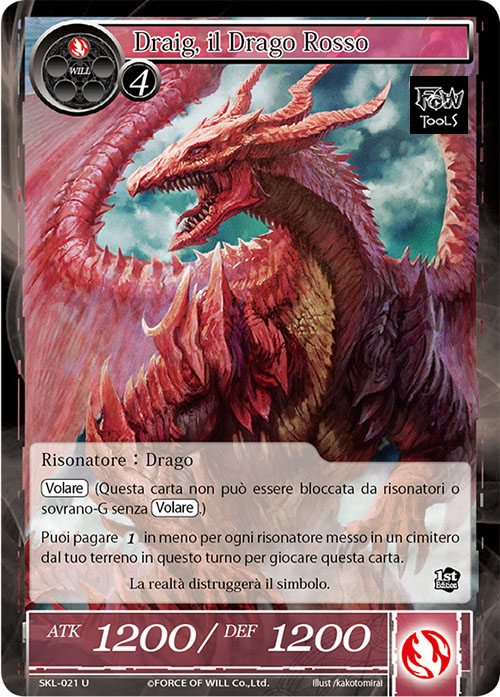 Draig, il Drago Rosso
WILL
4
FOW
TOOLS
Risonatore : Drago
Volare (Questa carta non può essere bloccata da risonatori o
sovrano-G senza Volare.)
Puoi pagare 1 in meno per ogni risonatore messo in un cimitero
dal tuo terreno in questo turno per giocare questa carta.
La realtà distruggerà il simbolo.
1st
Edition
ATK 1200 / DEF 1200
SKL-021 U ©FORCE OF WILL Co.,Ltd. Illust /kakotomirai